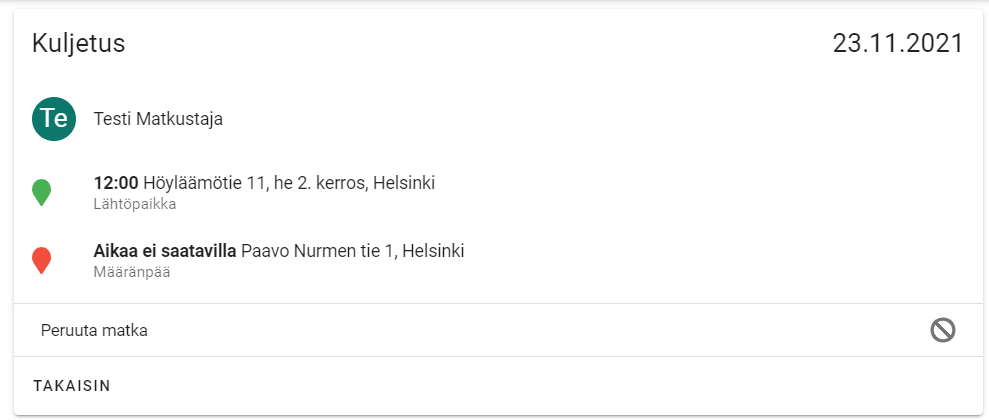 Kuljetus 23.11.2021
Te Testi Matkustaja
12:00 Höyläämötie 11, he 2. kerros, Helsinki
Lähtöpaikka
Aikaa ei saatavilla Paavo Nurmen tie 1, Helsinki
Määränpää
Peruuta matka
TAKAISIN